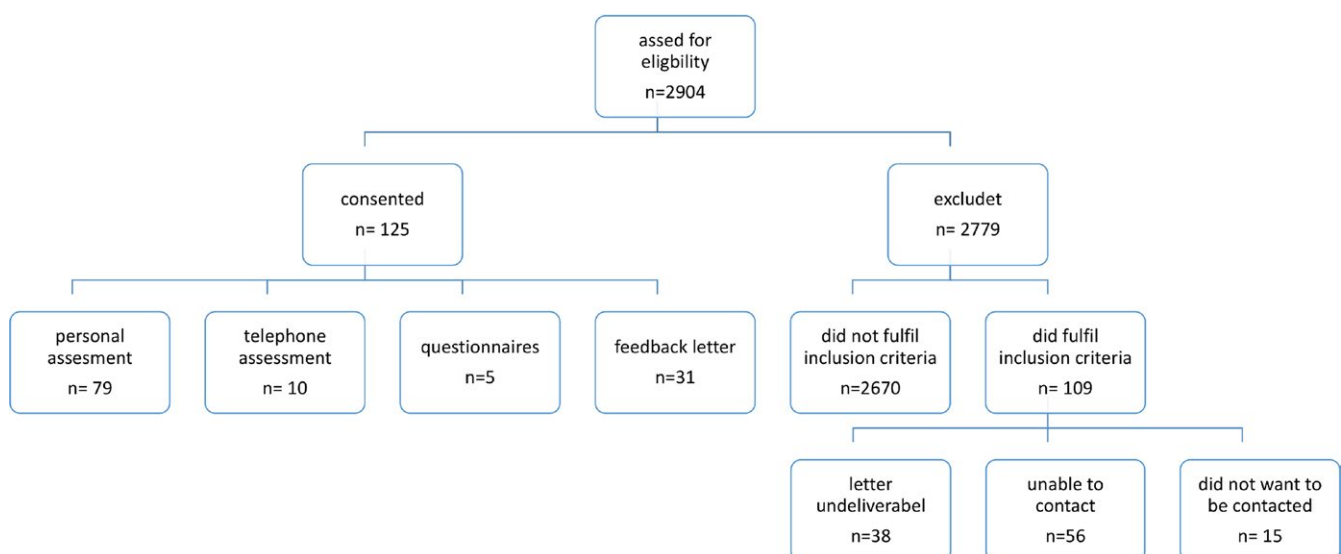 assed for
eligbility
n=2904
consented
n= 125
excludet
n= 2779
personal
assesment
n= 79
telephone
assessment
n= 10
questionnaires
n=5
feedback letter
n=31
did not fulfil
inclusion criteria
n=2670
did fulfil
inclusion criteria
n= 109
letter
undeliverabel
n=38
unable to
contact
n=56
did not want to
be contacted
n= 15